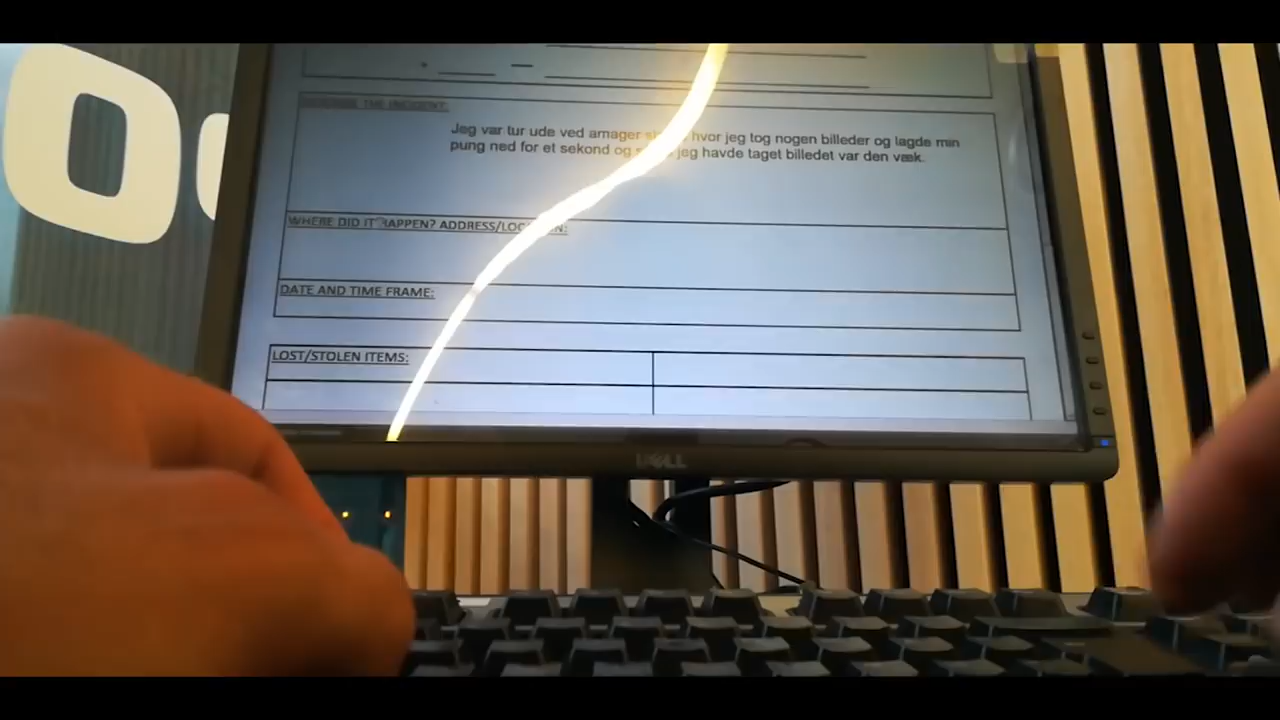 THE INCIDENT:
Jeg var tur ude ved amager hvor jeg tog nogen billeder og lagde min
pung ned for et sekond og jeg havde taget billedet var den væk.
WHERE DID IT HAPPEN? ADDRESS/LOCATION:
DATE AND TIME FRAME:
LOST/STOLEN ITEMS:
DELL